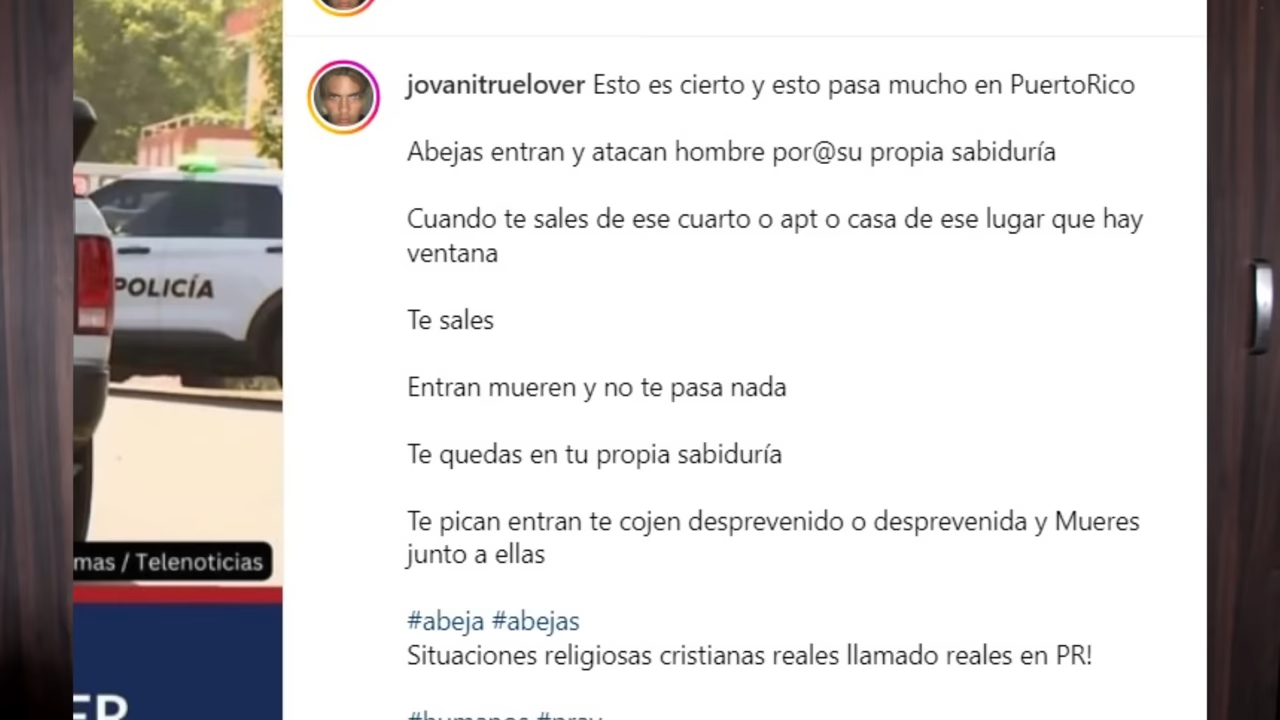 jovanitruelover Esto es cierto y esto pasa mucho en PuertoRico
Abejas entran y atacan hombre por@su propia sabiduría
Cuando te sales de ese cuarto o apt o casa de ese lugar que hay
ventana
Te sales
Entran mueren y no te pasa nada
Te quedas en tu propia sabiduría
Te pican entran te cojen desprevenido o desprevenida y Mueres
junto a ellas
#abeja #abejas
Situaciones religiosas cristianas reales llamado reales en PR!
#humanos #pray
POLICÍA
mas / Telenoticias
ER